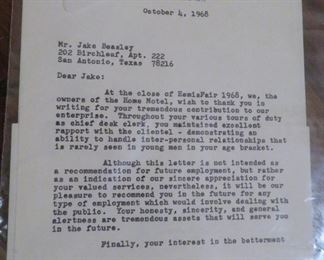 October 4, 1968
Mr. Jake Beasley
202 Birchleaf, Apt. 222
San Antonio, Texas 78216
Dear Jake:
At the close of HemisFair 1968, we, the
owners of the Home Motel, wish to thank you in
writing for your tremendous contribution to our
enterprise. Throughout your various tours of duty
as chief desk clerk, you maintained excellent
rapport with the clientel - demonstrating an
ability to handle inter-personal relationships that
is rarely seen in young men in your age bracket.
Although this letter is not intended as
a recommendation for future employment, but rather
as an indication of our sincere appreciation for
your valued services, nevertheless, it will be our
pleasure to recommend you in the future for any
type of employment which would involve dealing with
the public. Your honesty, sincerity, and general
alertness are tremendous assets that will serve you
in the future.
Finally, your interest in the betterment